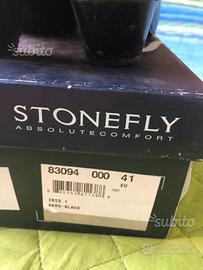 subito
STONEFLY
ABSOLUTECOMFORT
83094 000 41
EU
IRIS 1
NERO-BLACK
subito